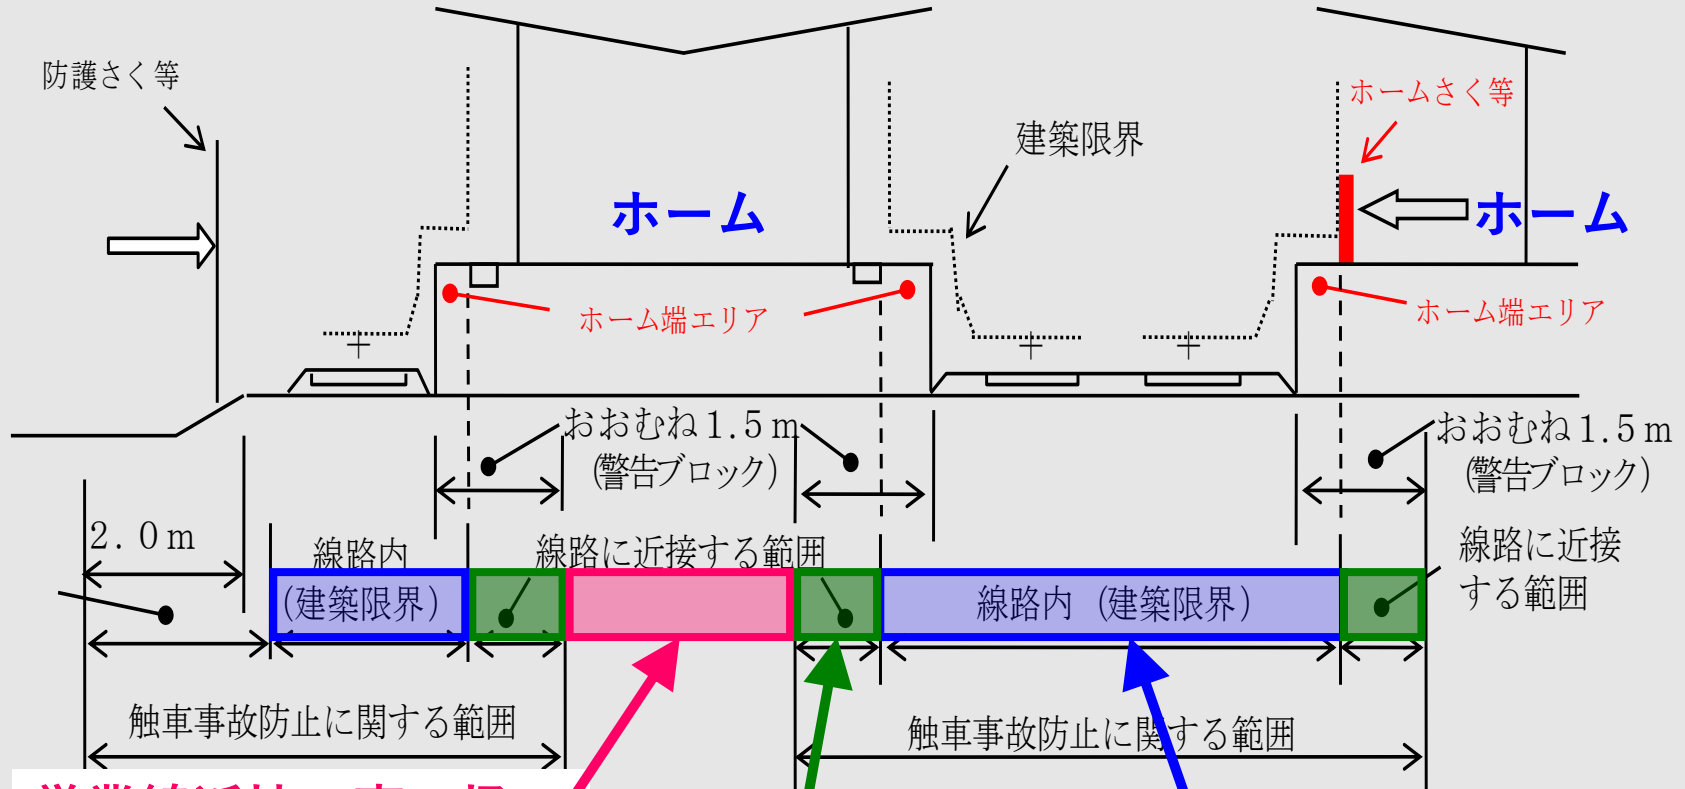 防護さく等
ホームさく等
建築限界
ホーム
ホーム
ホーム端エリア
ホーム端エリア
おおむね1.5m
(警告ブロック)
おおむね1.5m
(警告ブロック)
2.0m
線路内
(建築限界)
線路に近接する範囲
線路内 (建築限界)
線路に近接
する範囲
触車事故防止に関する範囲
触車事故防止に関する範囲